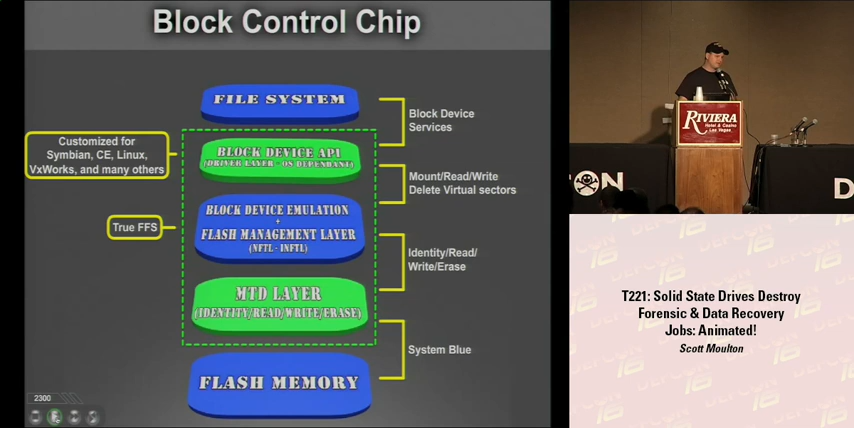 Block Control Chip
FILE SYSTEM
Block Device
Services
Customized for
Symbian, CE, Linux,
VxWorks, and many others
BLOCK DEVICE API
(DRIVER LAYER - OS DEPENDANT)
Mount/Read/Write
Delete Virtual sectors
BLOCK DEVICE EMULATION
+
FLASH MANAGEMENT LAYER
(NFTL - INFTL)
True FFS
Identity/Read/
Write/Erase
MTD LAYER
(IDENTITY/READ/WRITE/ERASE)
System Blue
FLASH MEMORY
2300
RIVIERA
Hotel & Casino
Las Vegas
T221: Solid State Drives Destroy
Forensic & Data Recovery
Jobs: Animated!
Scott Moulton
DEFCON 16